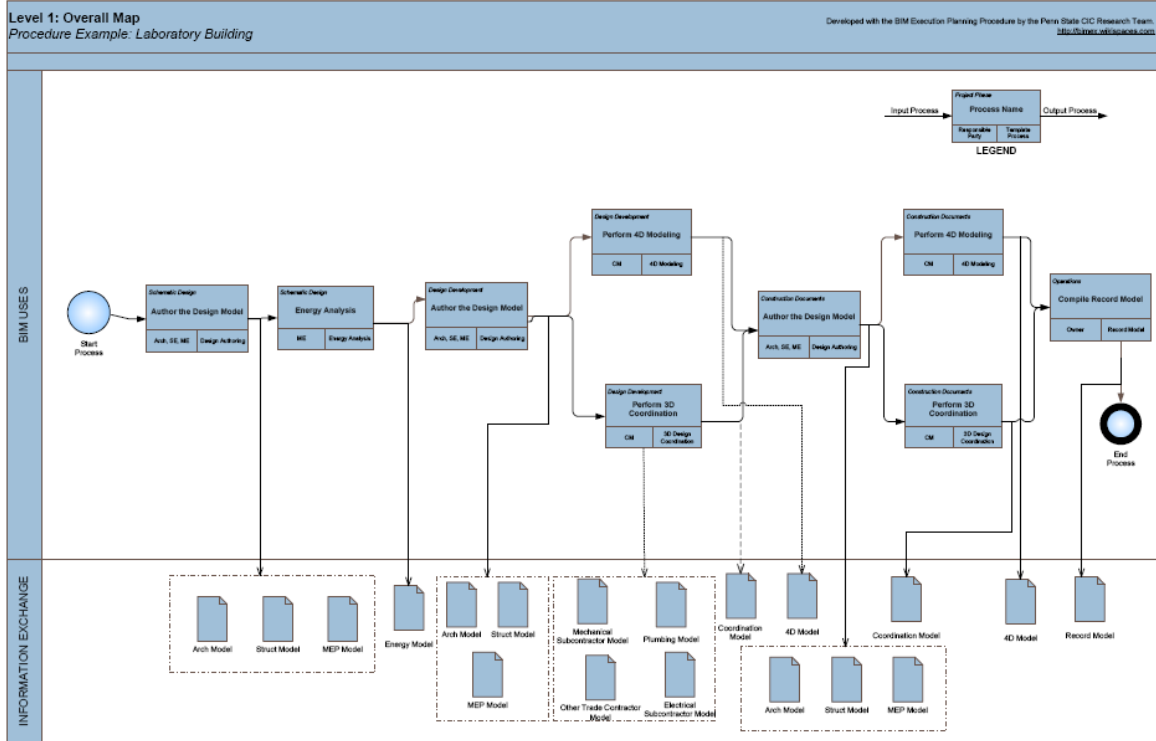 Level 1: Overall Map
Procedure Example: Laboratory Building
Developed with the BIM Execution Planning Procedure by the Penn State CIC Research Team.
http://bimex.wikispaces.com
BIM USES
Input Process
Project Phase
Process Name
Responsible
Party
Template
Process
Output Process
LEGEND
Start
Process
Schematic Design
Author the Design Model
Arch, SE, ME
Design Authoring
Schematic Design
Energy Analysis
ME
Energy Analysis
Design Development
Author the Design Model
Arch, SE, ME
Design Authoring
Design Development
Perform 4D Modeling
CM
4D Modeling
Design Development
Perform 3D
Coordination
CM
3D Design
Coordination
Construction Documents
Author the Design Model
Arch, SE, ME
Design Authoring
Construction Documents
Perform 4D Modeling
CM
4D Modeling
Construction Documents
Perform 3D
Coordination
CM
3D Design
Coordination
Operations
Compile Record Model
Owner
Record Model
End
Process
INFORMATION EXCHANGE
Arch Model
Struct Model
MEP Model
Energy Model
Arch Model
Struct Model
MEP Model
Mechanical
Subcontractor Model
Plumbing Model
Other Trade Contractor
Model
Electrical
Subcontractor Model
Coordination
Model
4D Model
Arch Model
Struct Model
MEP Model
Coordination Model
4D Model
Record Model